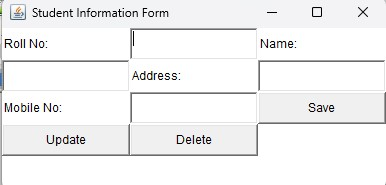 Student Information Form
Roll No: Name:
Address:
Mobile No: Save
Update Delete